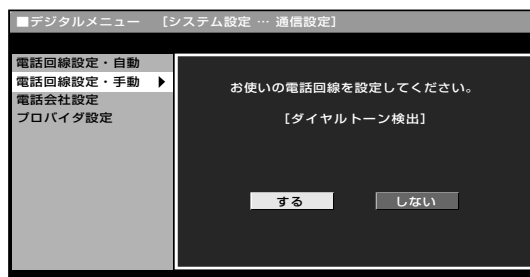 ■デジタルメニュー [システム設定 … 通信設定]
電話回線設定・自動
電話回線設定・手動 ▶
電話会社設定
プロバイダ設定
お使いの電話回線を設定してください。
[ダイヤルトーン検出]
する しない